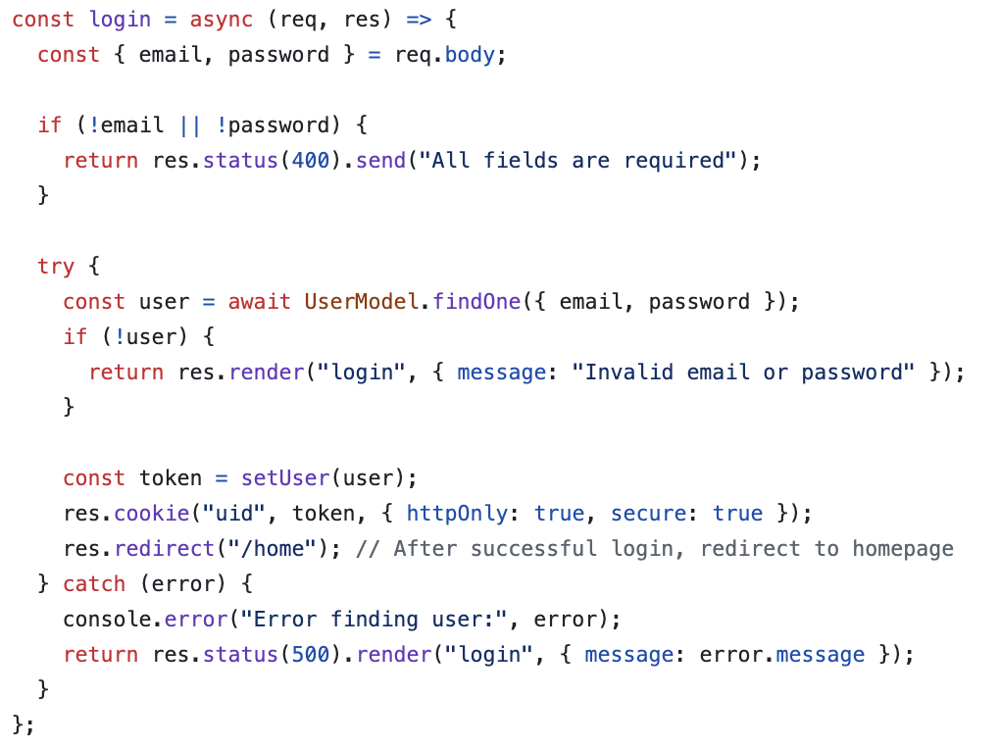 const login = async (req, res) => {
  const { email, password } = req.body;

  if (!email || !password) {
    return res.status(400).send("All fields are required");
  }

  try {
    const user = await UserModel.findOne({ email, password });
    if (!user) {
      return res.render("login", { message: "Invalid email or password" });
    }

    const token = setUser(user);
    res.cookie("uid", token, { httpOnly: true, secure: true });
    res.redirect("/home"); // After successful login, redirect to homepage
  } catch (error) {
    console.error("Error finding user:", error);
    return res.status(500).render("login", { message: error.message });
  }
};